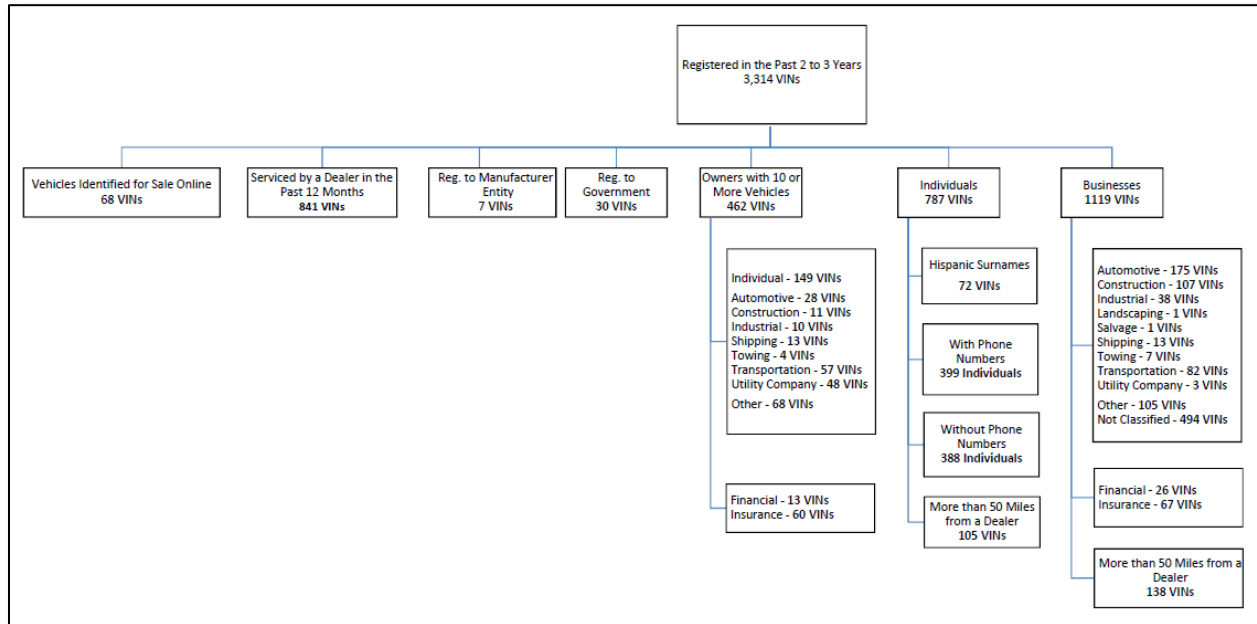 Registered in the Past 2 to 3 Years
3,314 VINs
Vehicles Identified for Sale Online
68 VINs
Serviced by a Dealer in the
Past 12 Months
841 VINs
Reg. to Manufacturer
Entity
7 VINs
Reg. to
Government
30 VINs
Owners with 10 or
More Vehicles
462 VINs
Individuals
787 VINs
Businesses
1119 VINs
Individual - 149 VINs
Automotive - 28 VINs
Construction - 11 VINs
Industrial - 10 VINs
Shipping - 13 VINs
Towing - 4 VINs
Transportation - 57 VINs
Utility Company - 48 VINs
Other - 68 VINs
Financial - 13 VINs
Insurance - 60 VINs
Hispanic Surnames
72 VINs
With Phone
Numbers
399 Individuals
Without Phone
Numbers
388 Individuals
More than 50 Miles
from a Dealer
105 VINs
Automotive - 175 VINs
Construction - 107 VINs
Industrial - 38 VINs
Landscaping - 1 VINs
Salvage - 1 VINs
Shipping - 13 VINs
Towing - 7 VINs
Transportation - 82 VINs
Utility Company - 3 VINs
Other - 105 VINs
Not Classified - 494 VINs
Financial - 26 VINs
Insurance - 67 VINs
More than 50 Miles from a
Dealer
138 VINs